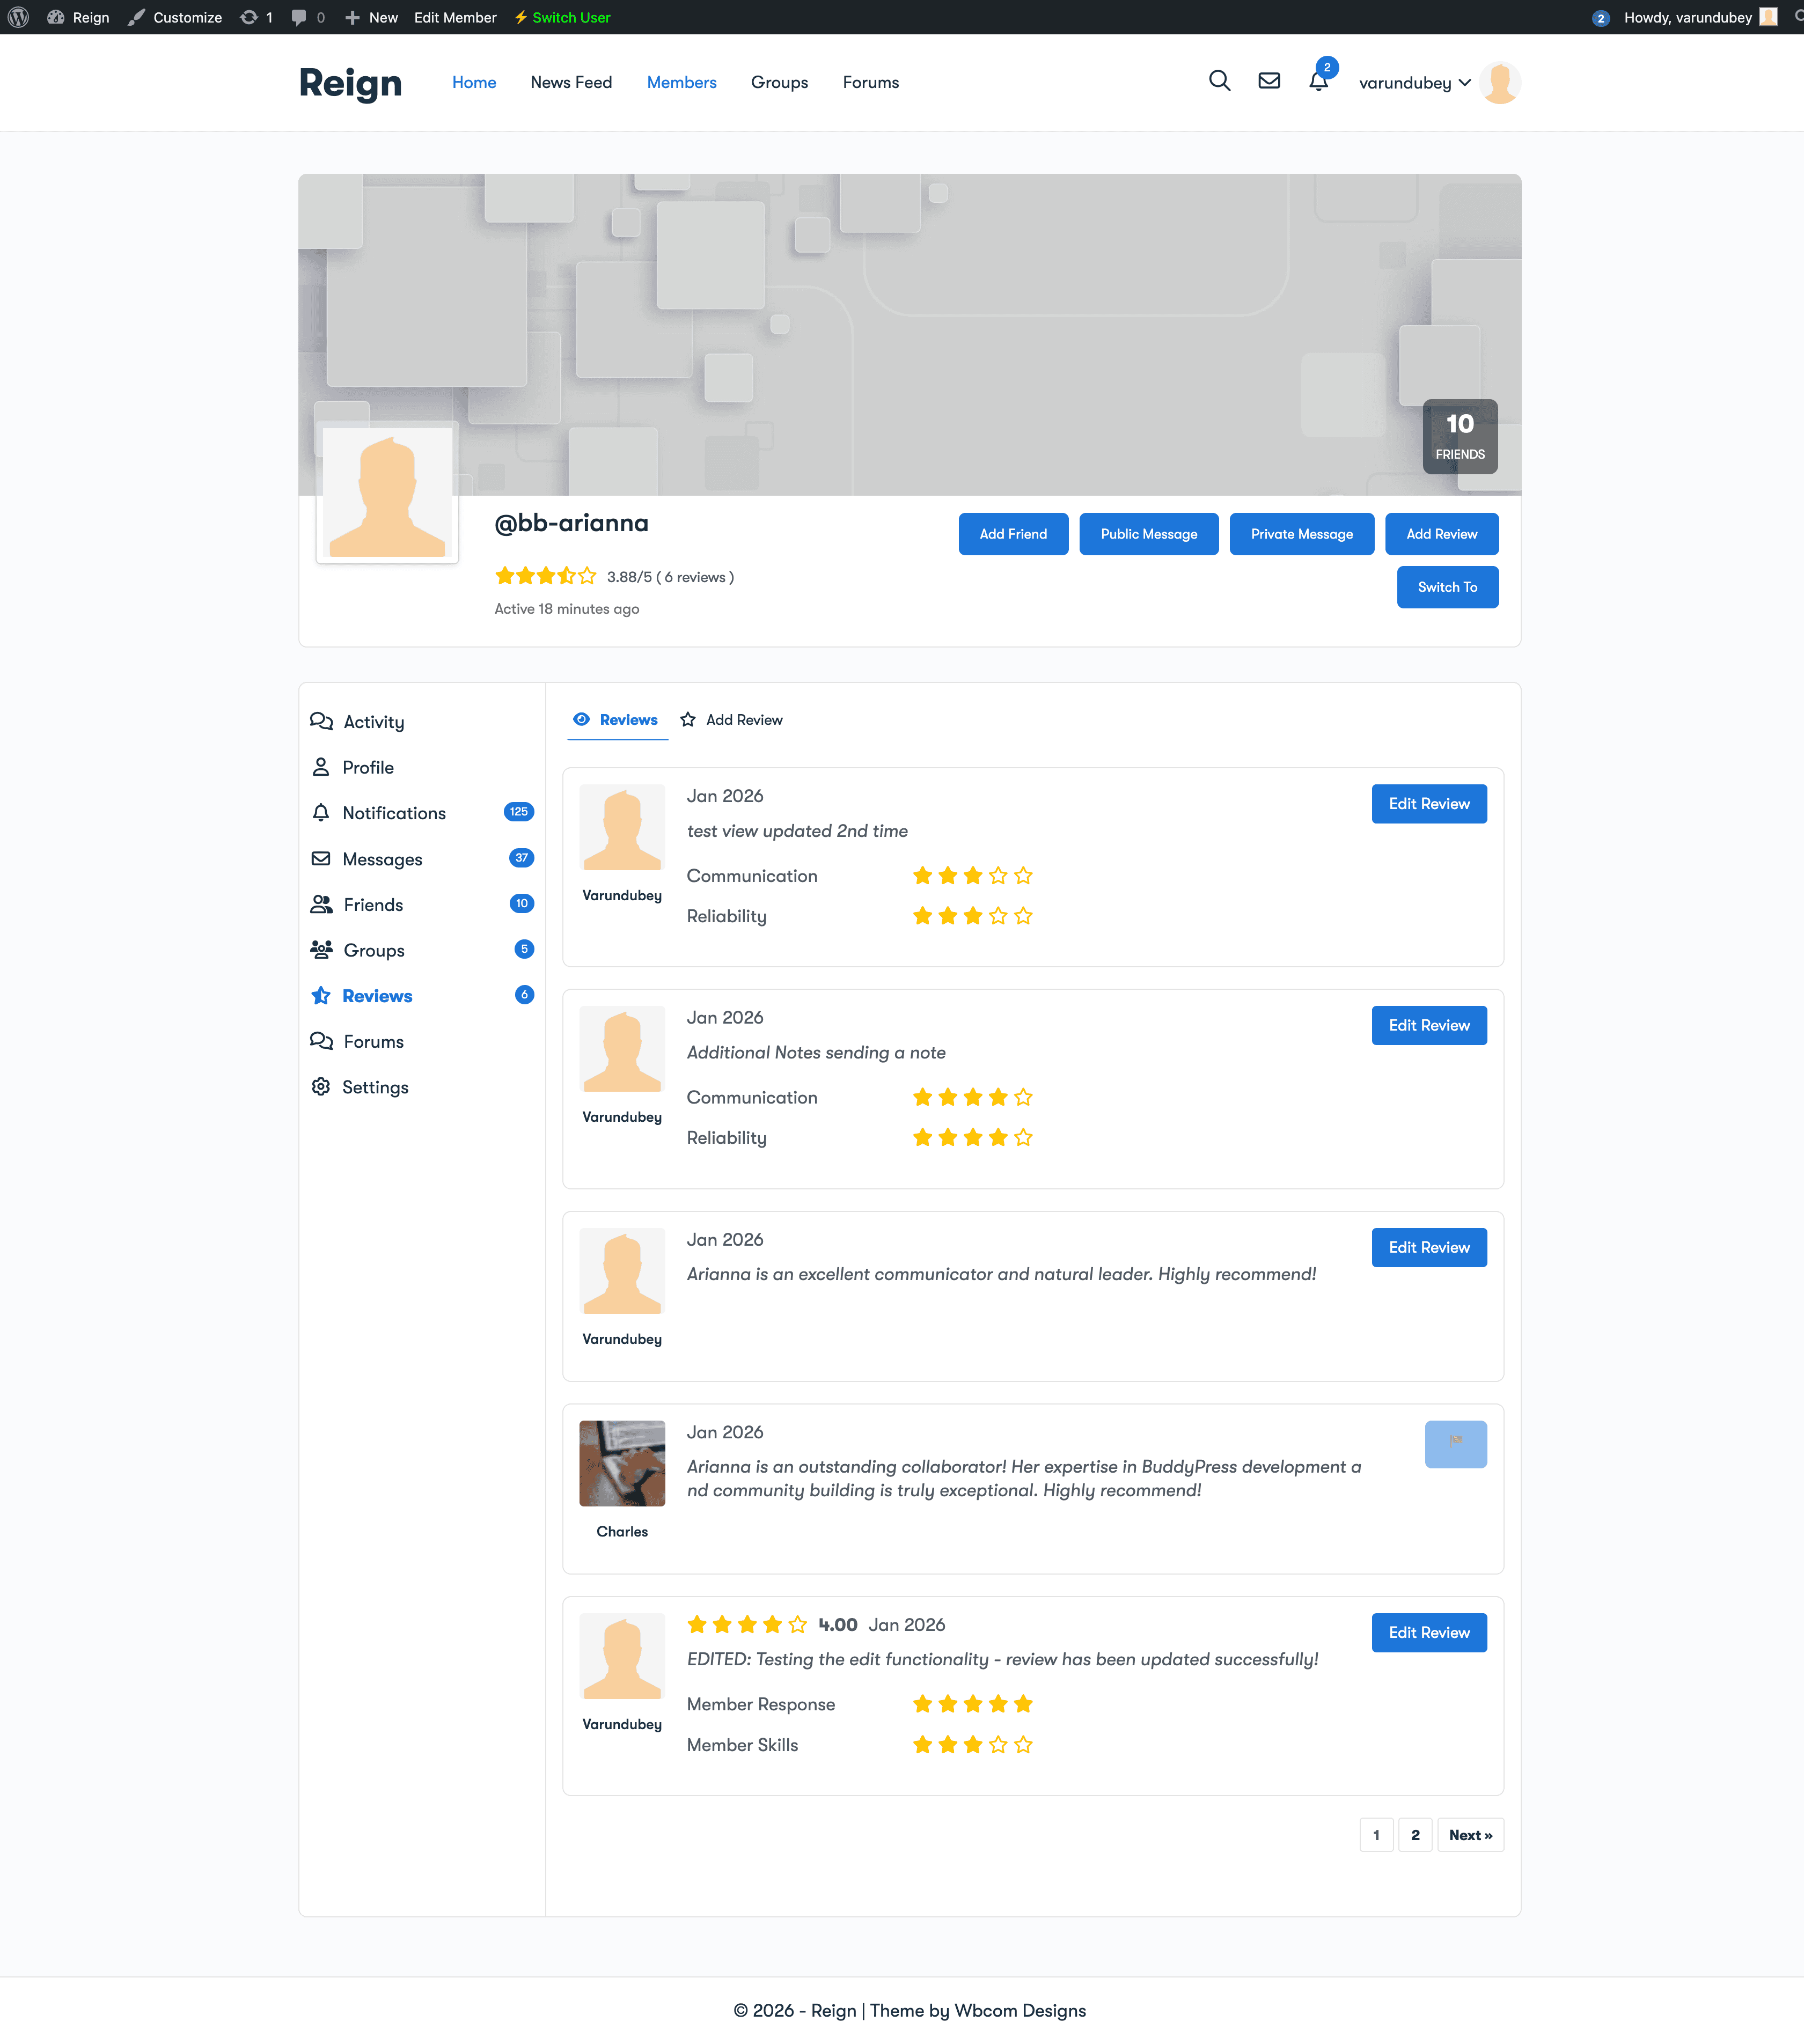 Reign Customize 1 0 New Edit Member Switch User 2 Howdy, varundubey
Reign Home News Feed Members Groups Forums 2 varundubey
10
FRIENDS
@bb-arianna
Add Friend Public Message Private Message Add Review
3.88/5 ( 6 reviews )
Switch To
Active 18 minutes ago
Activity
Profile
Notifications 125
Messages 37
Friends 10
Groups 5
Reviews 6
Forums
Settings
Reviews Add Review
Jan 2026
Edit Review
test view updated 2nd time
Communication
Varundubey
Reliability
Jan 2026
Edit Review
Additional Notes sending a note
Communication
Varundubey
Reliability
Jan 2026
Edit Review
Arianna is an excellent communicator and natural leader. Highly recommend!
Varundubey
Jan 2026
Arianna is an outstanding collaborator! Her expertise in BuddyPress development a
nd community building is truly exceptional. Highly recommend!
Charles
4.00 Jan 2026
Edit Review
EDITED: Testing the edit functionality - review has been updated successfully!
Member Response
Varundubey
Member Skills
1 2 Next »
© 2026 - Reign | Theme by Wbcom Designs